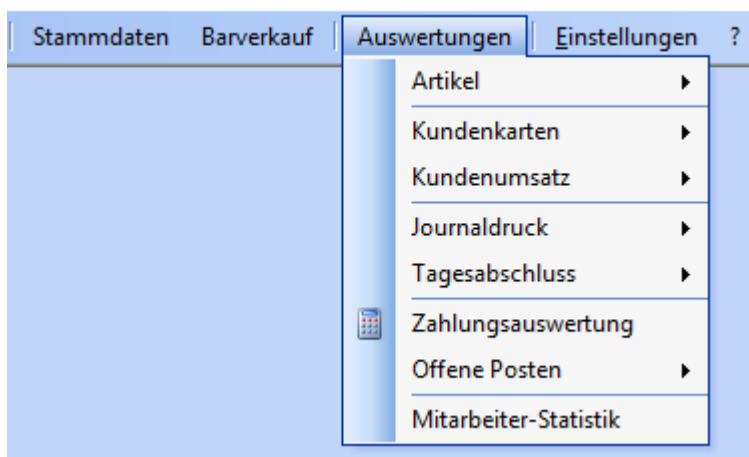 Stammdaten Barverkauf Auswertungen Einstellungen ?
Artikel
Kundenkarten
Kundenumsatz
Journaldruck
Tagesabschluss
Zahlungsauswertung
Offene Posten
Mitarbeiter-Statistik